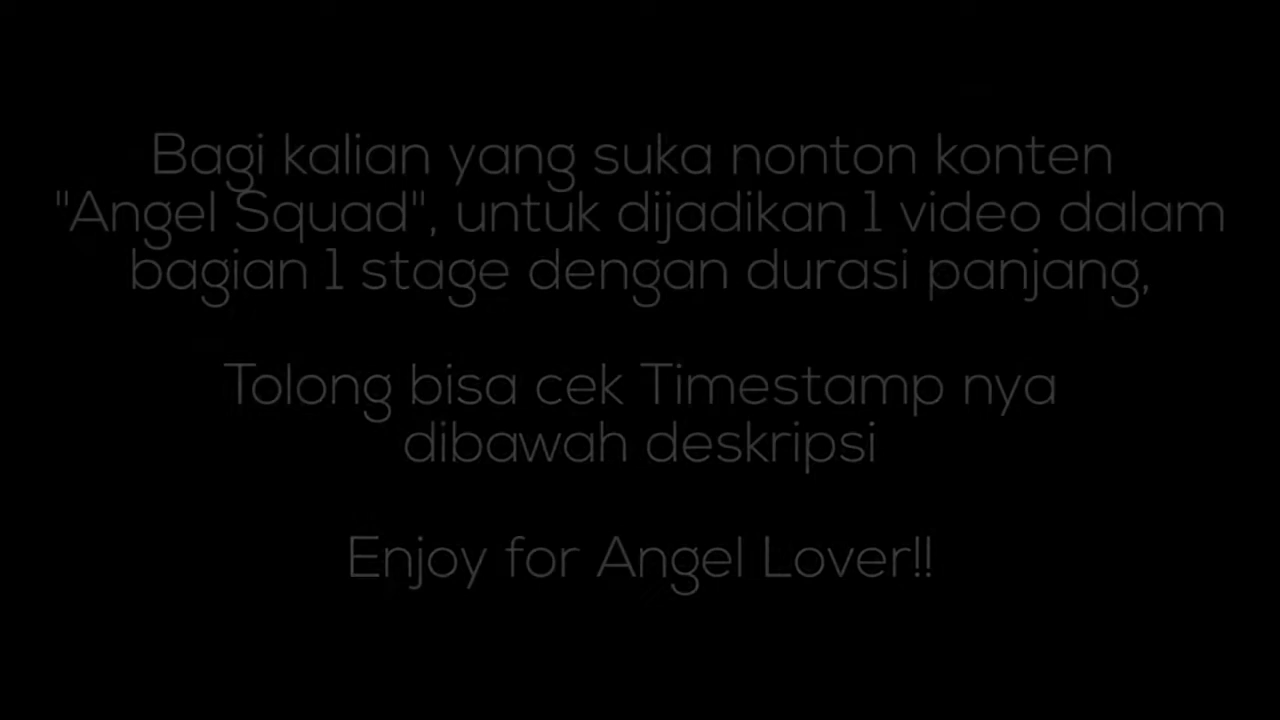 Bagi kalian yang suka nonton konten
"Angel Squad", untuk dijadikan 1 video dalam
bagian 1 stage dengan durasi panjang,
Tolong bisa cek Timestamp nya
dibawah deskripsi
Enjoy for Angel Lover!!